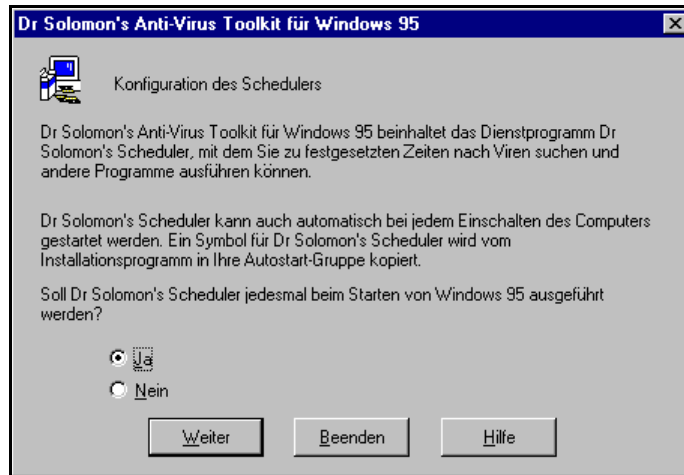 Dr Solomon's Anti-Virus Toolkit für Windows 95
Konfiguration des Schedulers
Dr Solomon's Anti-Virus Toolkit für Windows 95 beinhaltet das Dienstprogramm Dr
Solomon's Scheduler, mit dem Sie zu festgesetzten Zeiten nach Viren suchen und
andere Programme ausführen können.
Dr Solomon's Scheduler kann auch automatisch bei jedem Einschalten des Computers
gestartet werden. Ein Symbol für Dr Solomon's Scheduler wird vom
Installationsprogramm in Ihre Autostart-Gruppe kopiert.
Soll Dr Solomon's Scheduler jedesmal beim Starten von Windows 95 ausgeführt
werden?
Ja
Nein
Weiter Beenden Hilfe